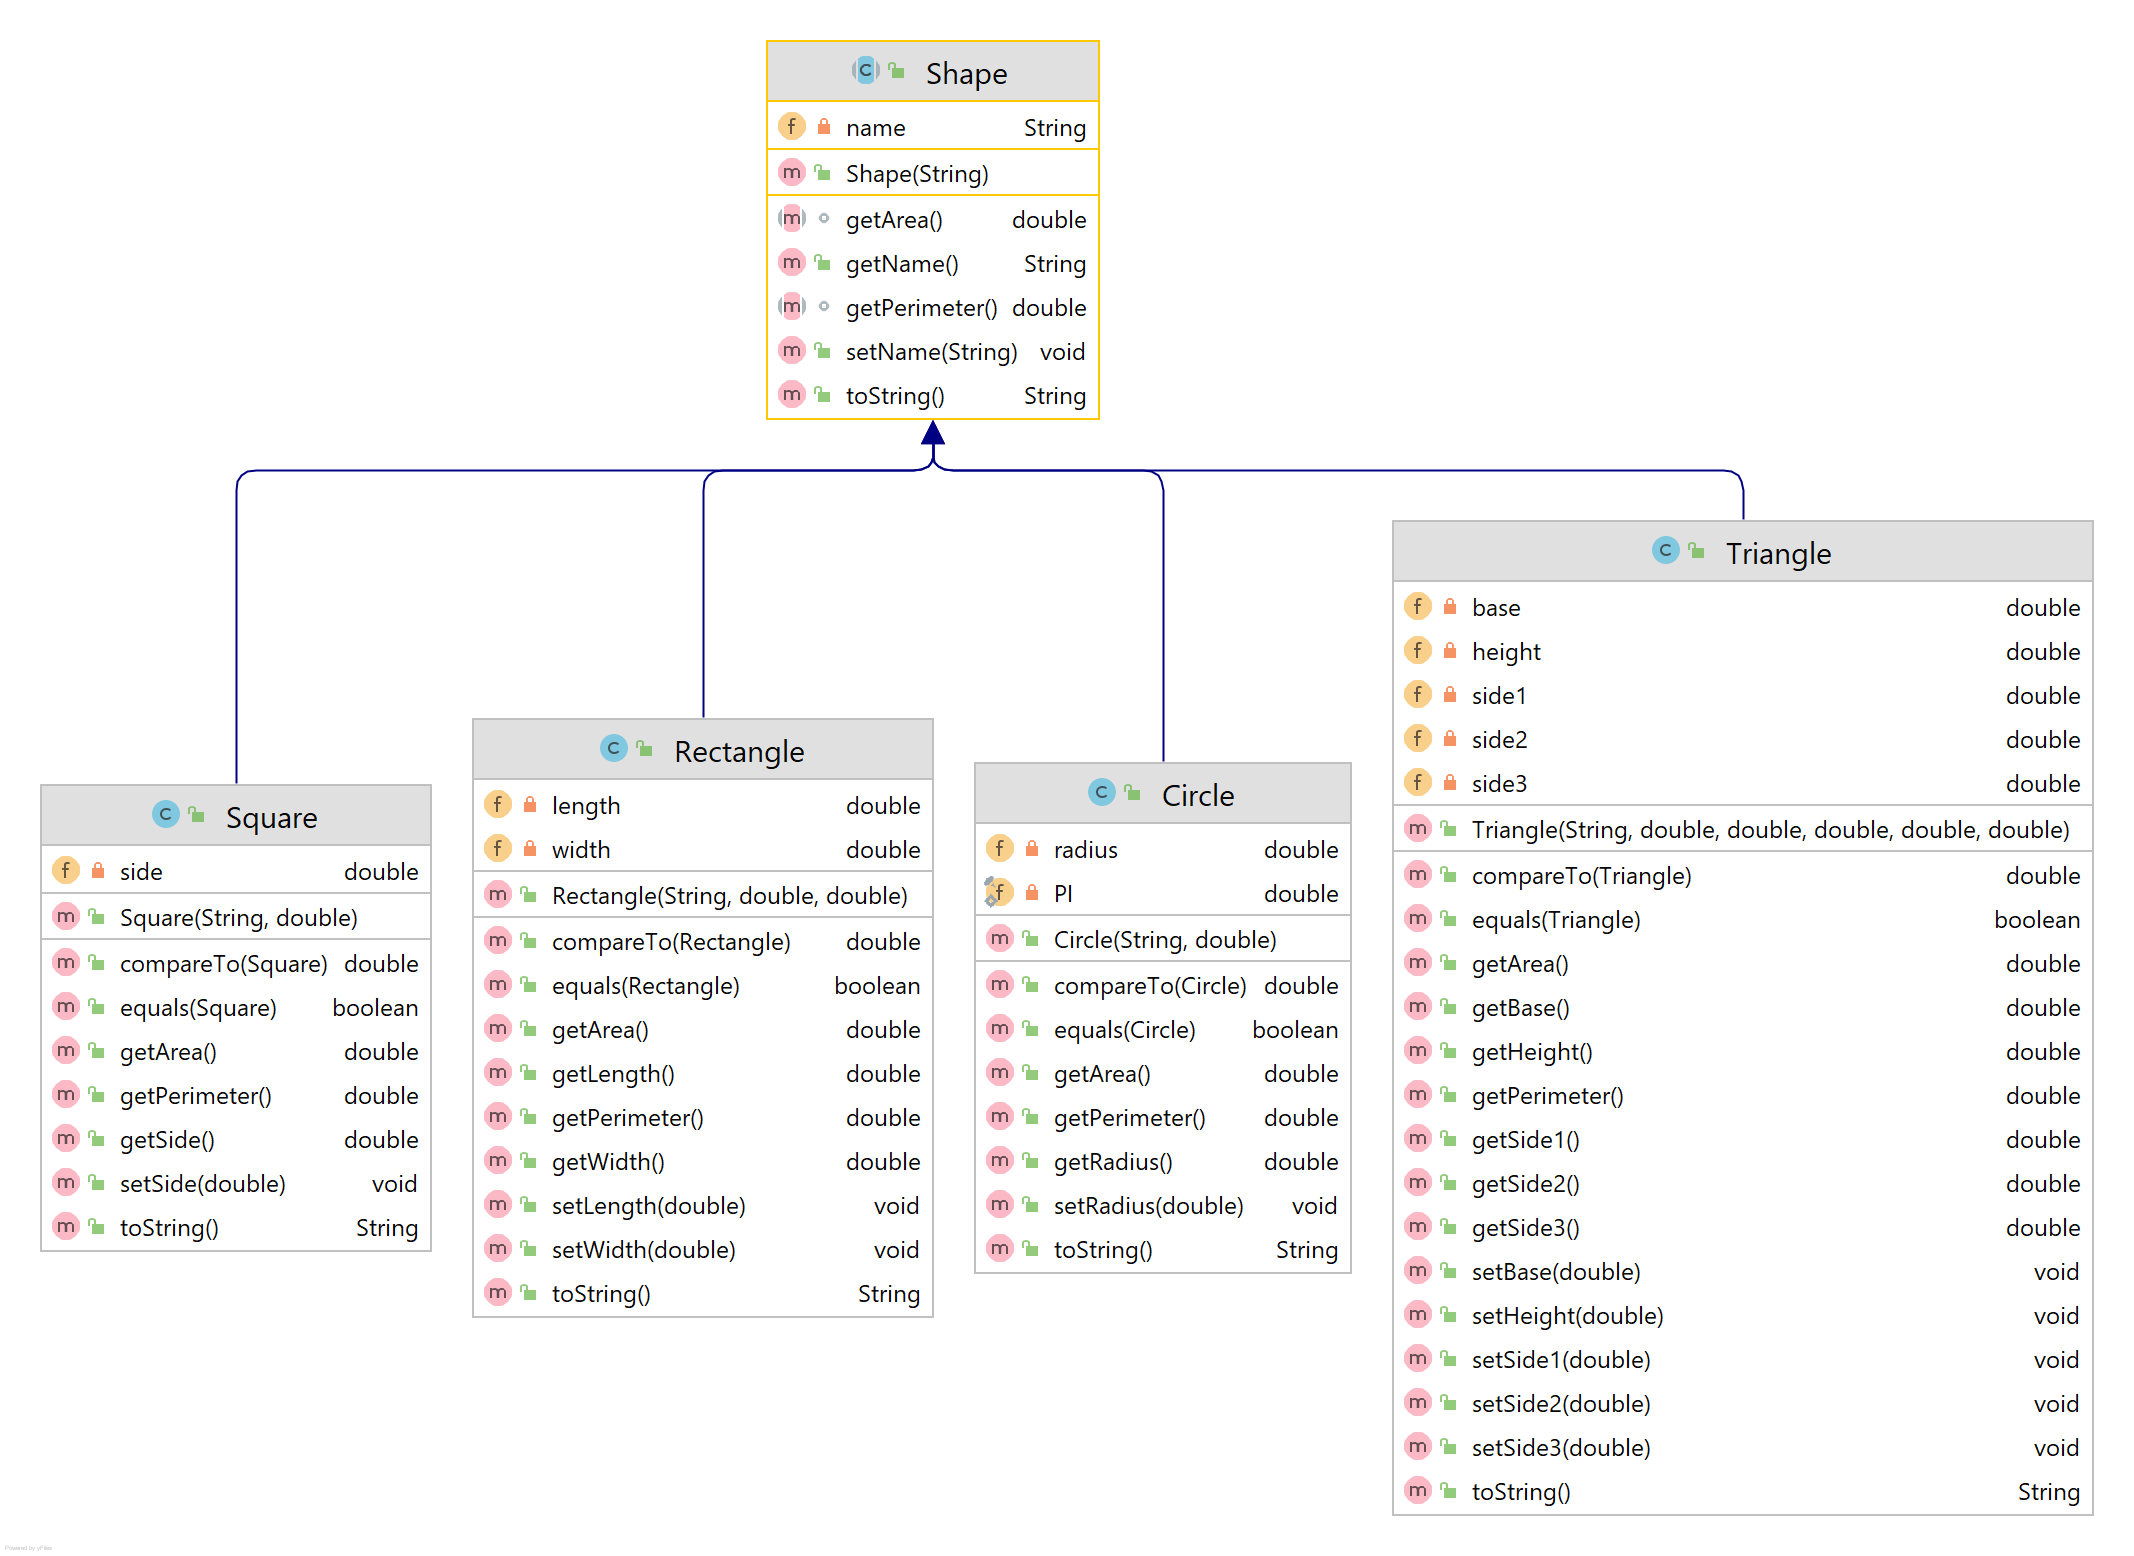 Shape
name String
Shape(String)
getArea() double
getName() String
getPerimeter() double
setName(String) void
toString() String
Square
side double
Square(String, double)
compareTo(Square) double
equals(Square) boolean
getArea() double
getPerimeter() double
getSide() double
setSide(double) void
toString() String
Rectangle
length double
width double
Rectangle(String, double, double)
compareTo(Rectangle) double
equals(Rectangle) boolean
getArea() double
getLength() double
getPerimeter() double
getWidth() double
setLength(double) void
setWidth(double) void
toString() String
Circle
radius double
PI double
Circle(String, double)
compareTo(Circle) double
equals(Circle) boolean
getArea() double
getPerimeter() double
getRadius() double
setRadius(double) void
toString() String
Triangle
base double
height double
side1 double
side2 double
side3 double
Triangle(String, double, double, double, double, double)
compareTo(Triangle) double
equals(Triangle) boolean
getArea() double
getBase() double
getHeight() double
getPerimeter() double
getSide1() double
getSide2() double
getSide3() double
setBase(double) void
setHeight(double) void
setSide1(double) void
setSide2(double) void
setSide3(double) void
toString() String
Powered by yFiles